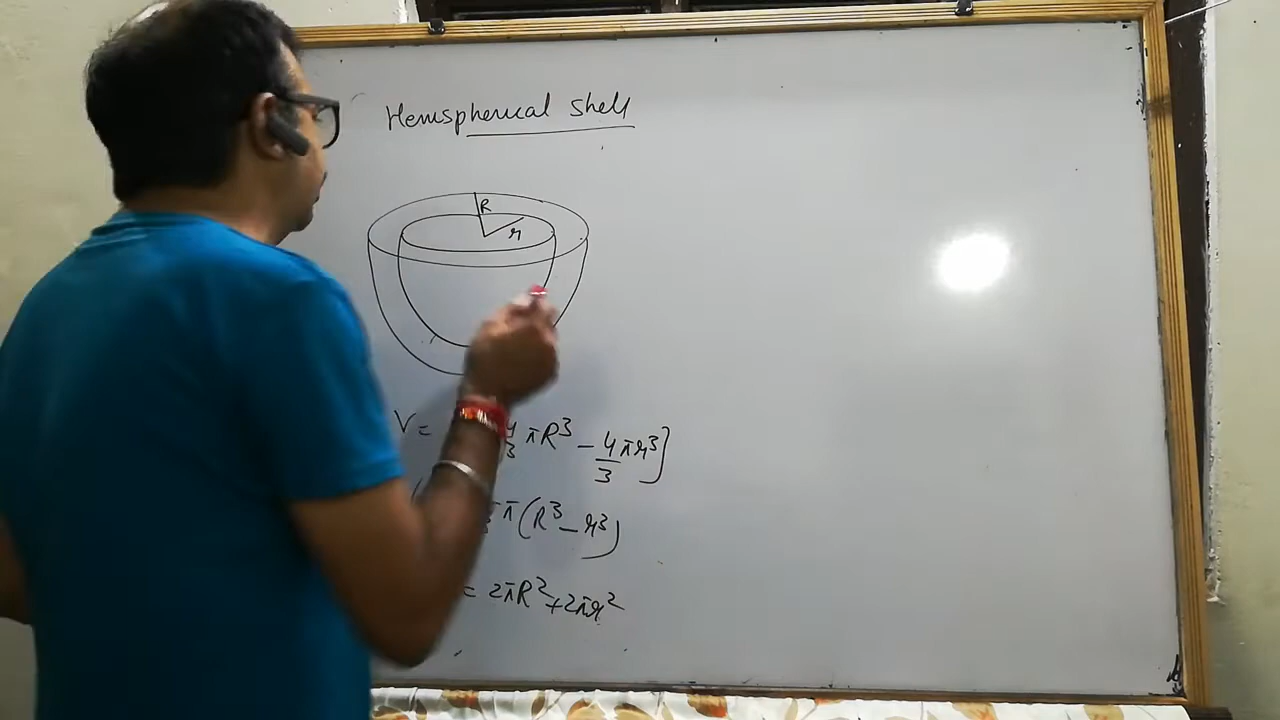 Hemispherical shell
R
r
V = 4/3 πR³ − 4/3 πr³]
π(R³ − r³)
= 2πR² + 2πr²